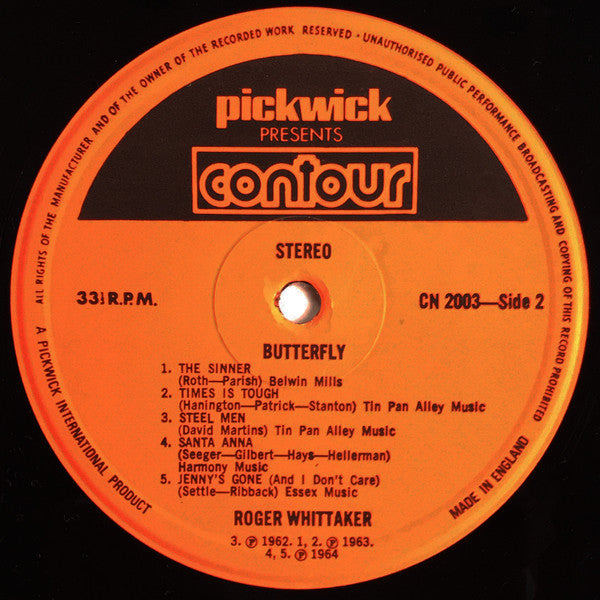 ALL RIGHTS OF THE MANUFACTURER AND OF THE OWNER OF THE RECORDED WORK RESERVED · UNAUTHORISED PUBLIC PERFORMANCE BROADCASTING AND COPYING OF THIS RECORD PROHIBITED
pickwick
PRESENTS
contour
STEREO
33⅓ R.P.M.
CN 2003—Side 2
BUTTERFLY
1. THE SINNER
(Roth—Parish) Belwin Mills
2. TIMES IS TOUGH
(Hanington—Patrick—Stanton) Tin Pan Alley Music
3. STEEL MEN
(David Martins) Tin Pan Alley Music
4. SANTA ANNA
(Seeger—Gilbert—Hays—Hellerman)
Harmony Music
5. JENNY'S GONE (And I Don't Care)
(Settle—Ribback) Essex Music
ROGER WHITTAKER
3. ℗ 1962. 1, 2. ℗ 1963.
4, 5. ℗ 1964
A PICKWICK INTERNATIONAL PRODUCT
MADE IN ENGLAND